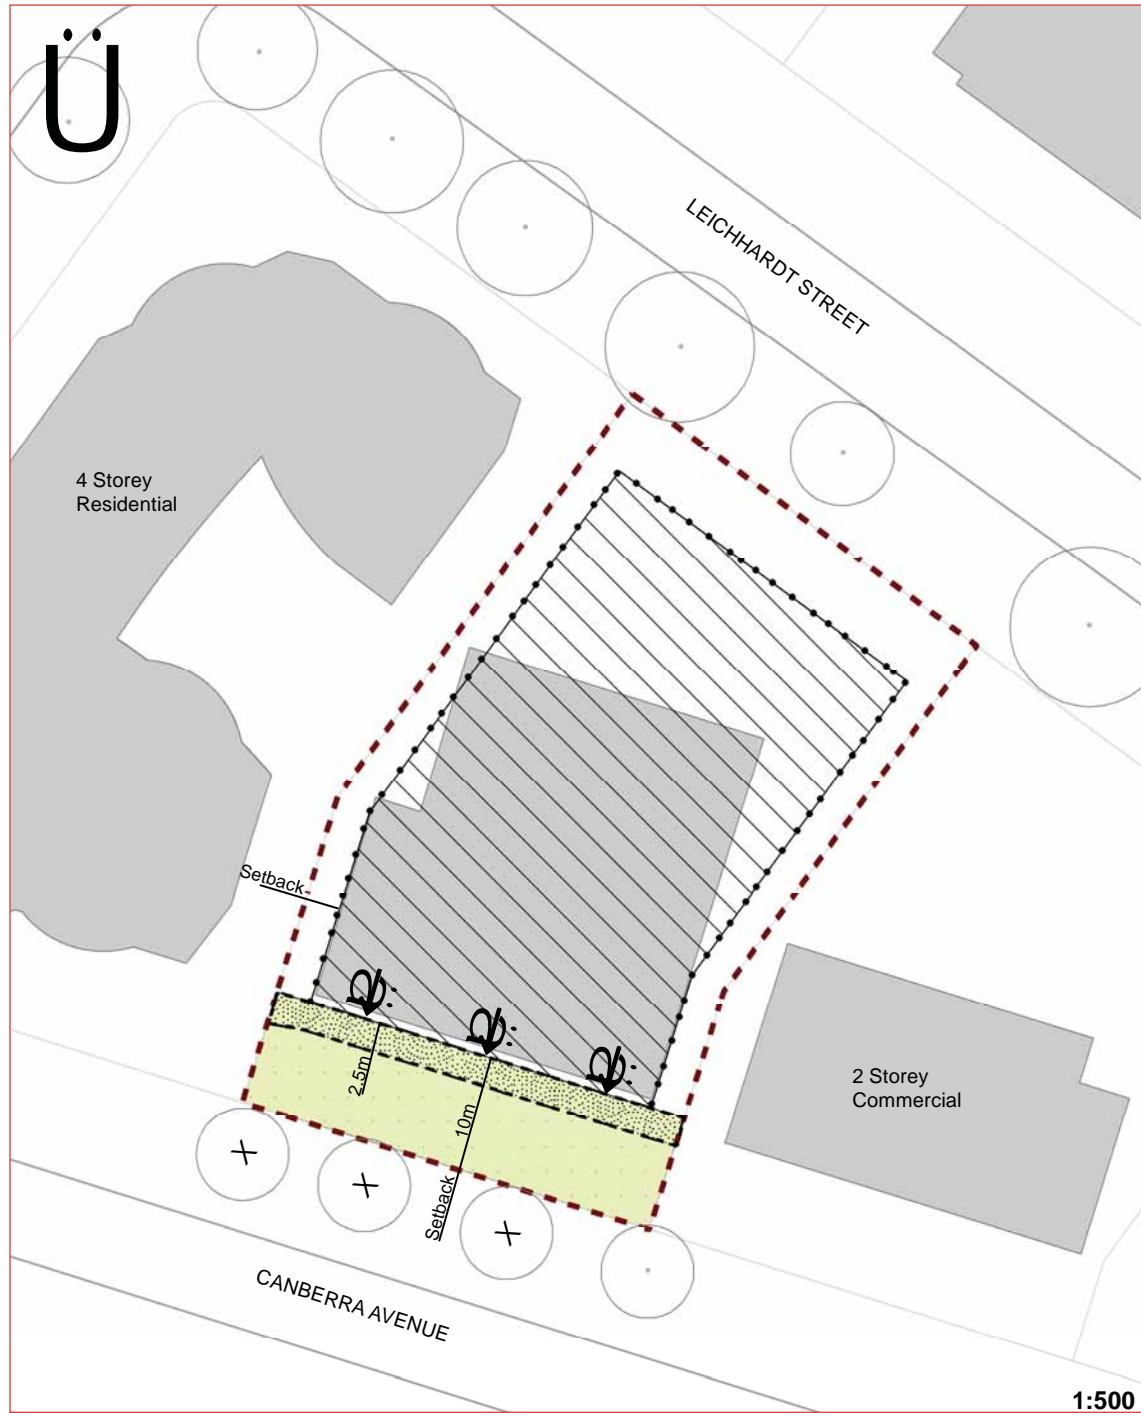 Ü
LEICHHARDT STREET
4 Storey
Residential
Setback
2.5m
10m
Setback
2 Storey
Commercial
CANBERRA AVENUE
1:500